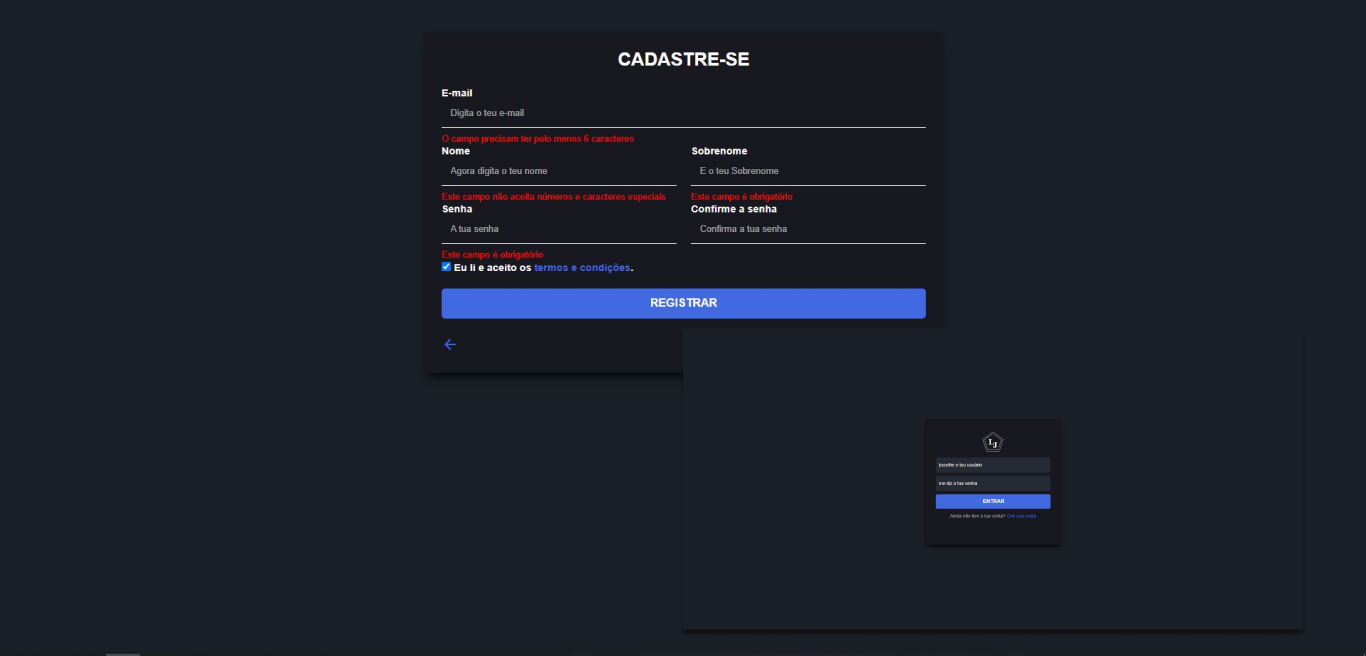 CADASTRE-SE
E-mail
Digita o teu e-mail
O campo precisam ter pelo menos 6 caracteres
Nome Sobrenome
Agora digita o teu nome E o teu Sobrenome
Este campo não aceita números e caracteres especiais Este campo é obrigatório
Senha Confirme a senha
A tua senha Confirma a tua senha
Este campo é obrigatório
Eu li e aceito os termos e condições.
REGISTRAR
LJ
Escolhe o teu usuário
me diz a tua senha
ENTRAR
Ainda não tem a tua conta? Crie sua conta